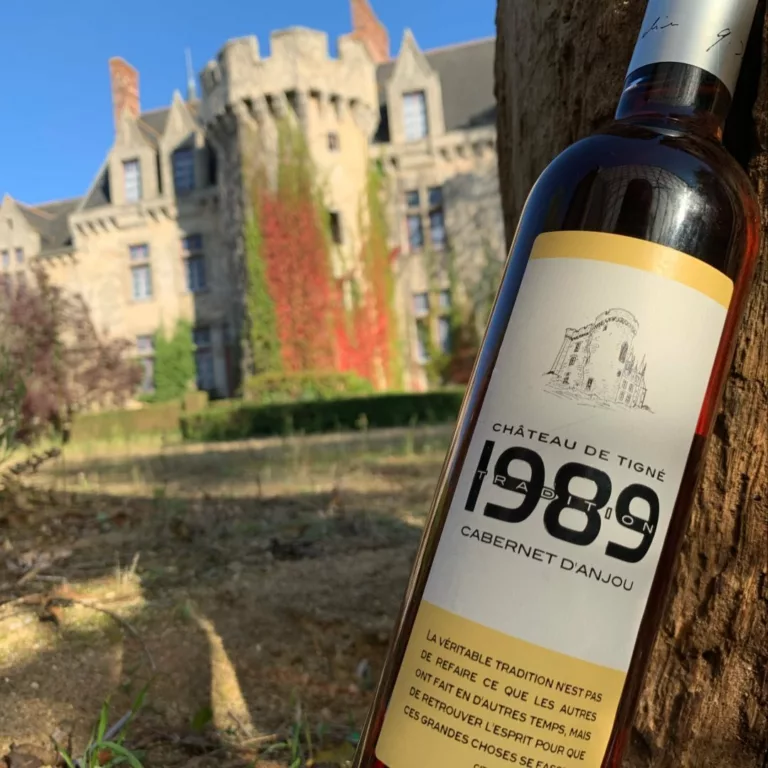 CHÂTEAU DE TIGNÉ
1989
TRADITION
CABERNET D'ANJOU
LA VÉRITABLE TRADITION N'EST PAS
DE REFAIRE CE QUE LES AUTRES
ONT FAIT EN D'AUTRES TEMPS, MAIS
DE RETROUVER L'ESPRIT POUR QUE
CES GRANDES CHOSES SE